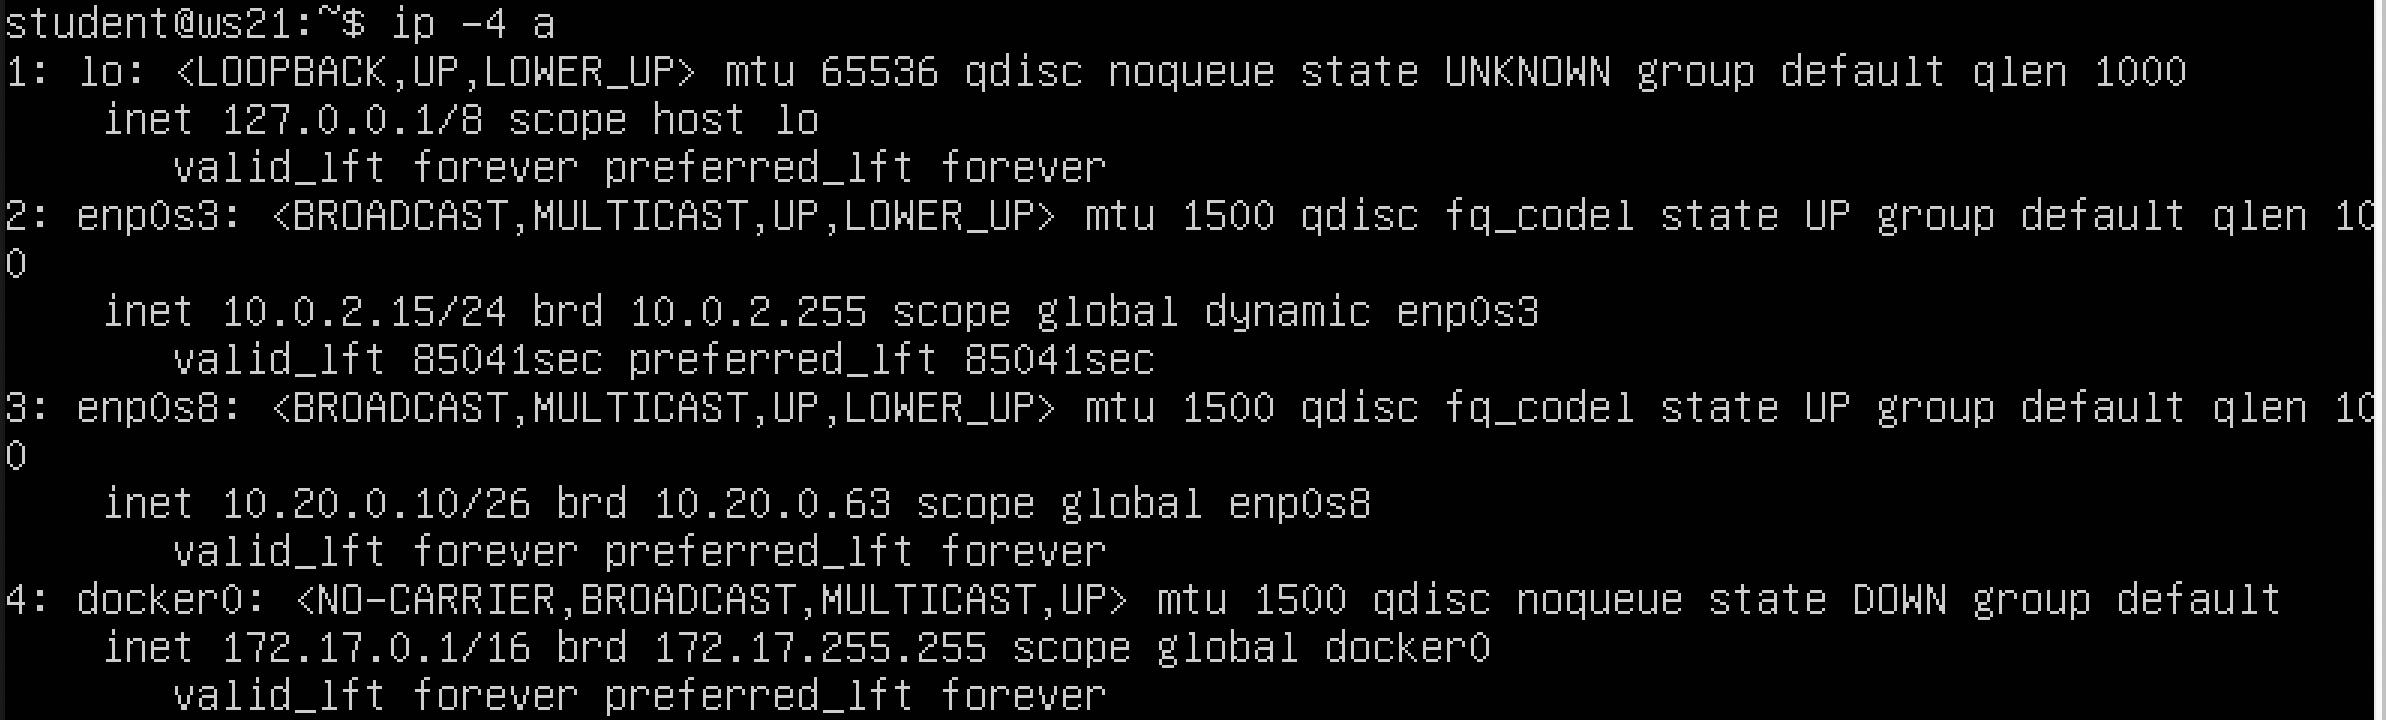 student@ws21:~$ ip -4 a
1: lo: <LOOPBACK,UP,LOWER_UP> mtu 65536 qdisc noqueue state UNKNOWN group default qlen 1000
    inet 127.0.0.1/8 scope host lo
       valid_lft forever preferred_lft forever
2: enp0s3: <BROADCAST,MULTICAST,UP,LOWER_UP> mtu 1500 qdisc fq_codel state UP group default qlen 10
0
    inet 10.0.2.15/24 brd 10.0.2.255 scope global dynamic enp0s3
       valid_lft 85041sec preferred_lft 85041sec
3: enp0s8: <BROADCAST,MULTICAST,UP,LOWER_UP> mtu 1500 qdisc fq_codel state UP group default qlen 10
0
    inet 10.20.0.10/26 brd 10.20.0.63 scope global enp0s8
       valid_lft forever preferred_lft forever
4: docker0: <NO-CARRIER,BROADCAST,MULTICAST,UP> mtu 1500 qdisc noqueue state DOWN group default
    inet 172.17.0.1/16 brd 172.17.255.255 scope global docker0
       valid_lft forever preferred_lft forever